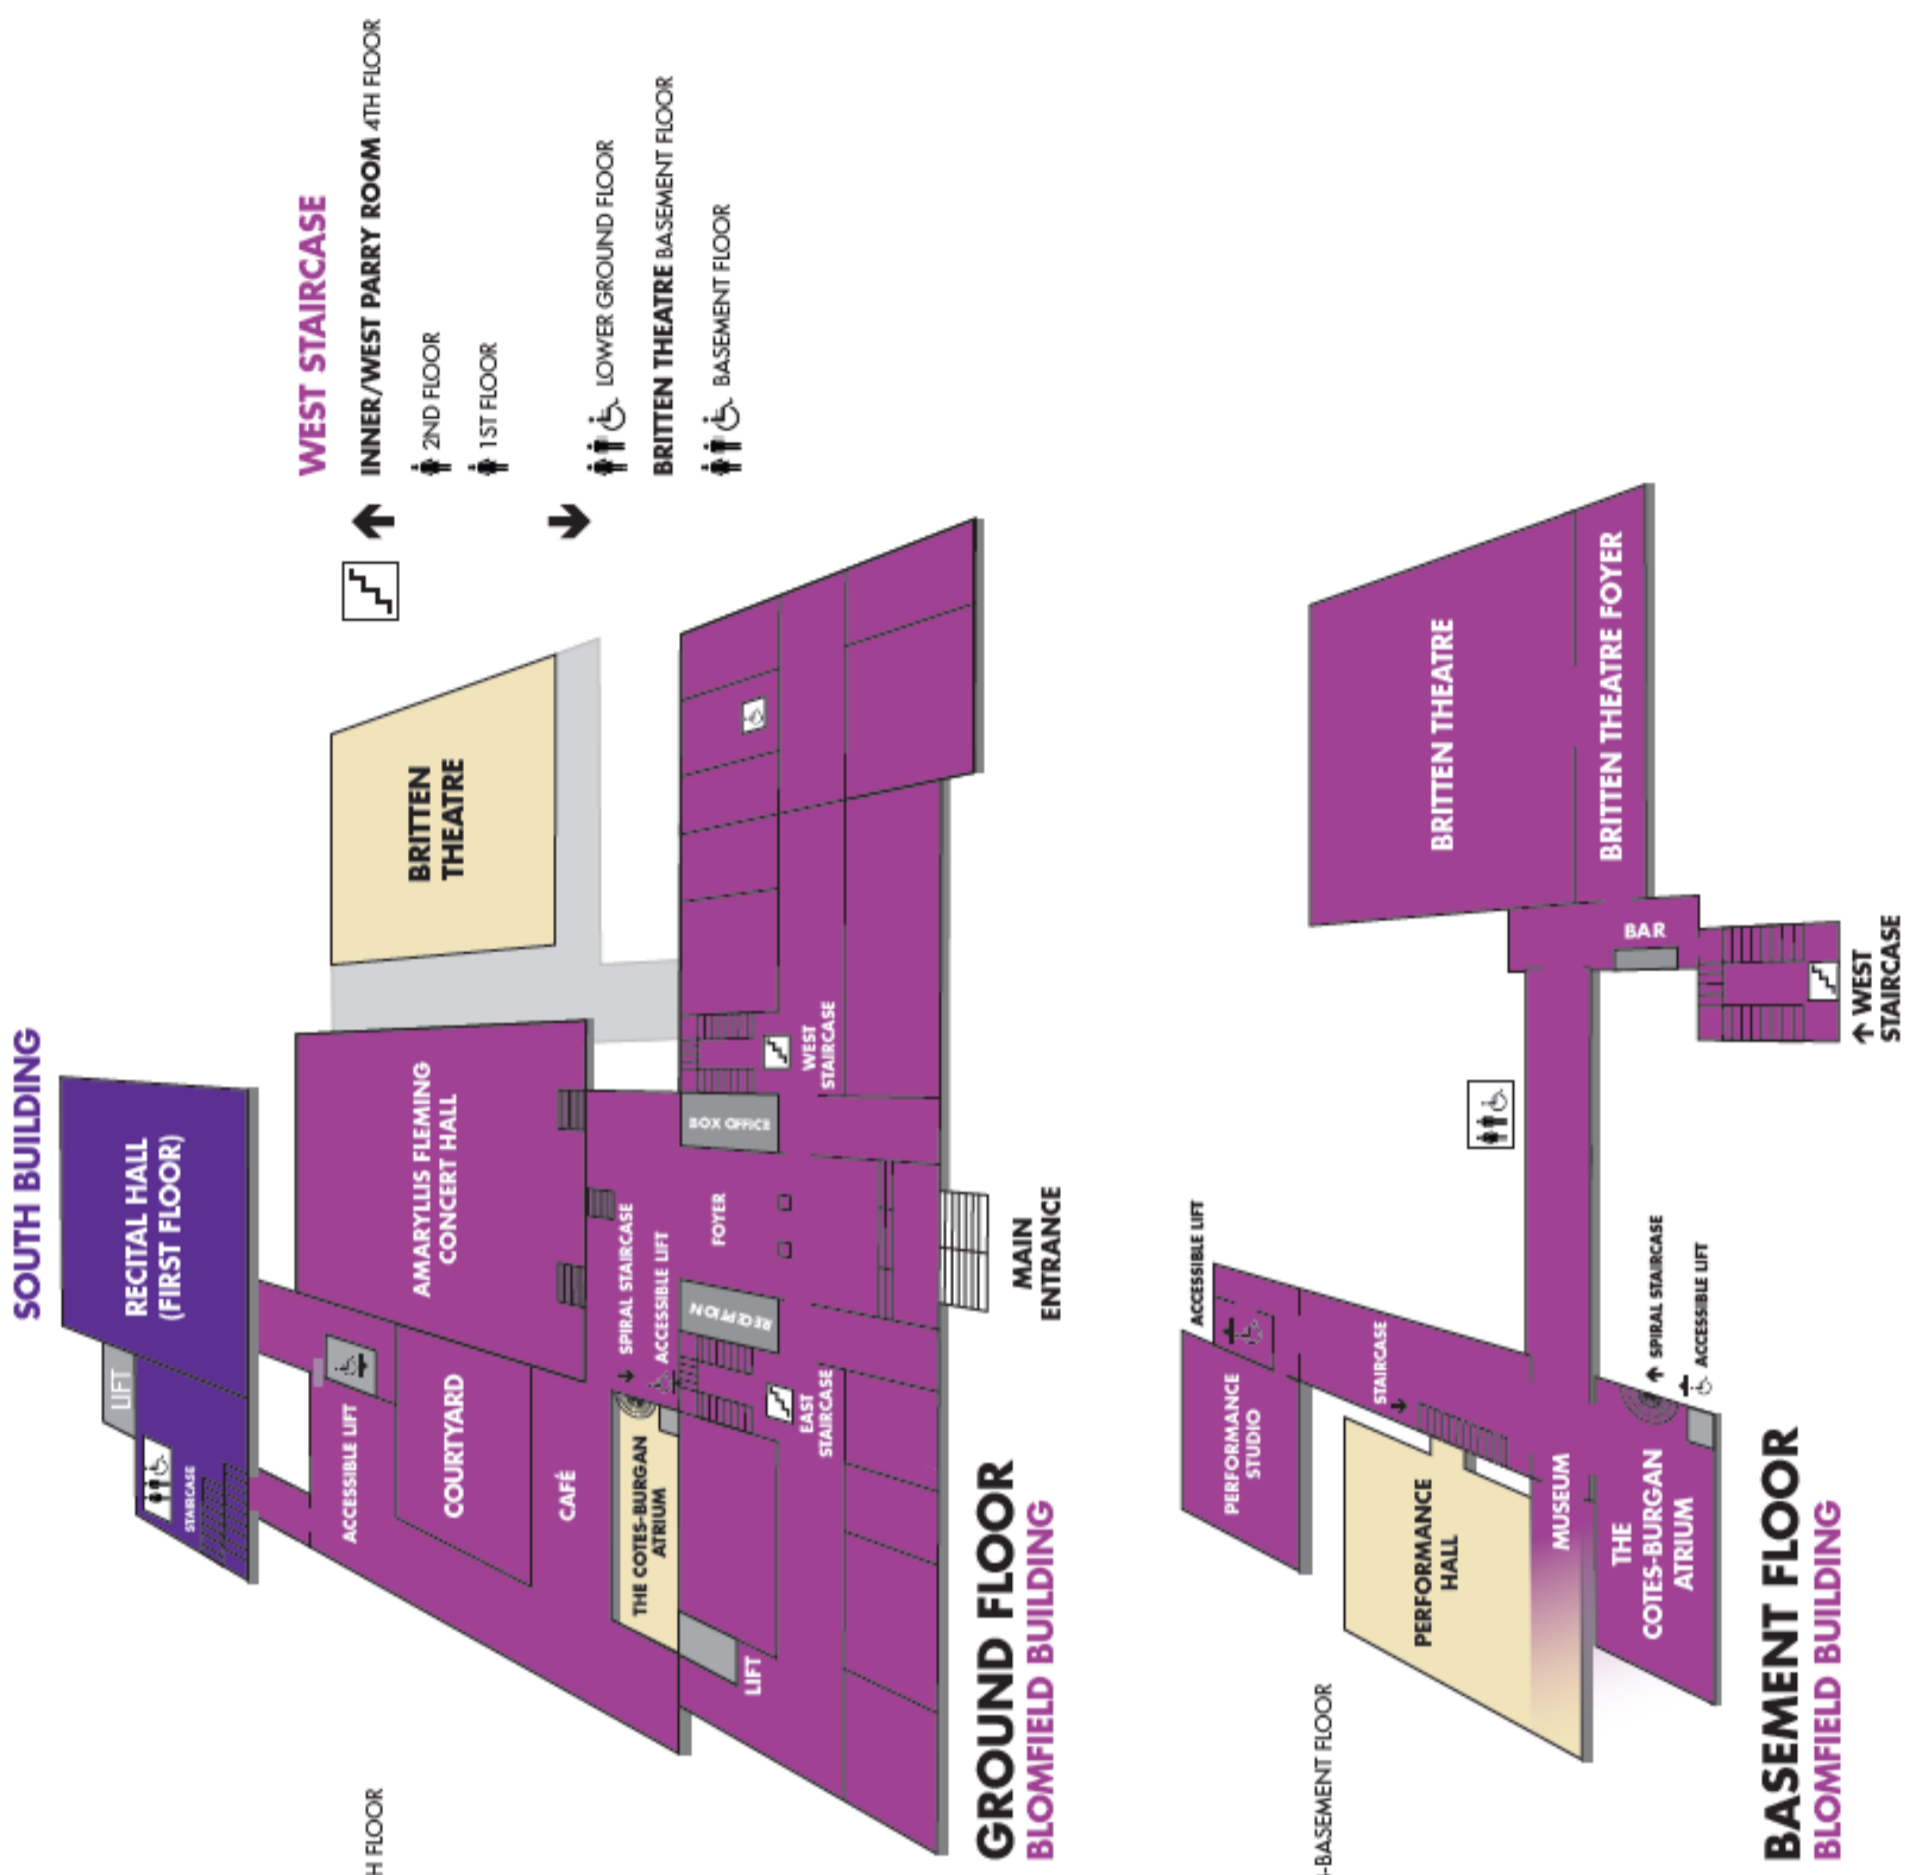 SOUTH BUILDING
RECITAL HALL
(FIRST FLOOR)
LIFT
STAIRCASE
AMARYLLIS FLEMING
CONCERT HALL
ACCESSIBLE LIFT
COURTYARD
CAFÉ
BRITTEN
THEATRE
THE COTES-BURGAN
ATRIUM
SPIRAL STAIRCASE
ACCESSIBLE LIFT
FOYER
RECEPTION
BOX OFFICE
EAST
STAIRCASE
WEST
STAIRCASE
LIFT
MAIN
ENTRANCE
GROUND FLOOR
BLOMFIELD BUILDING
WEST STAIRCASE
INNER/WEST PARRY ROOM 4TH FLOOR
2ND FLOOR
1ST FLOOR
LOWER GROUND FLOOR
BRITTEN THEATRE BASEMENT FLOOR
BASEMENT FLOOR
H FLOOR
-BASEMENT FLOOR
ACCESSIBLE LIFT
PERFORMANCE
STUDIO
STAIRCASE
PERFORMANCE
HALL
MUSEUM
THE
COTES-BURGAN
ATRIUM
SPIRAL STAIRCASE
ACCESSIBLE LIFT
BRITTEN THEATRE
BRITTEN THEATRE FOYER
BAR
WEST
STAIRCASE
BASEMENT FLOOR
BLOMFIELD BUILDING